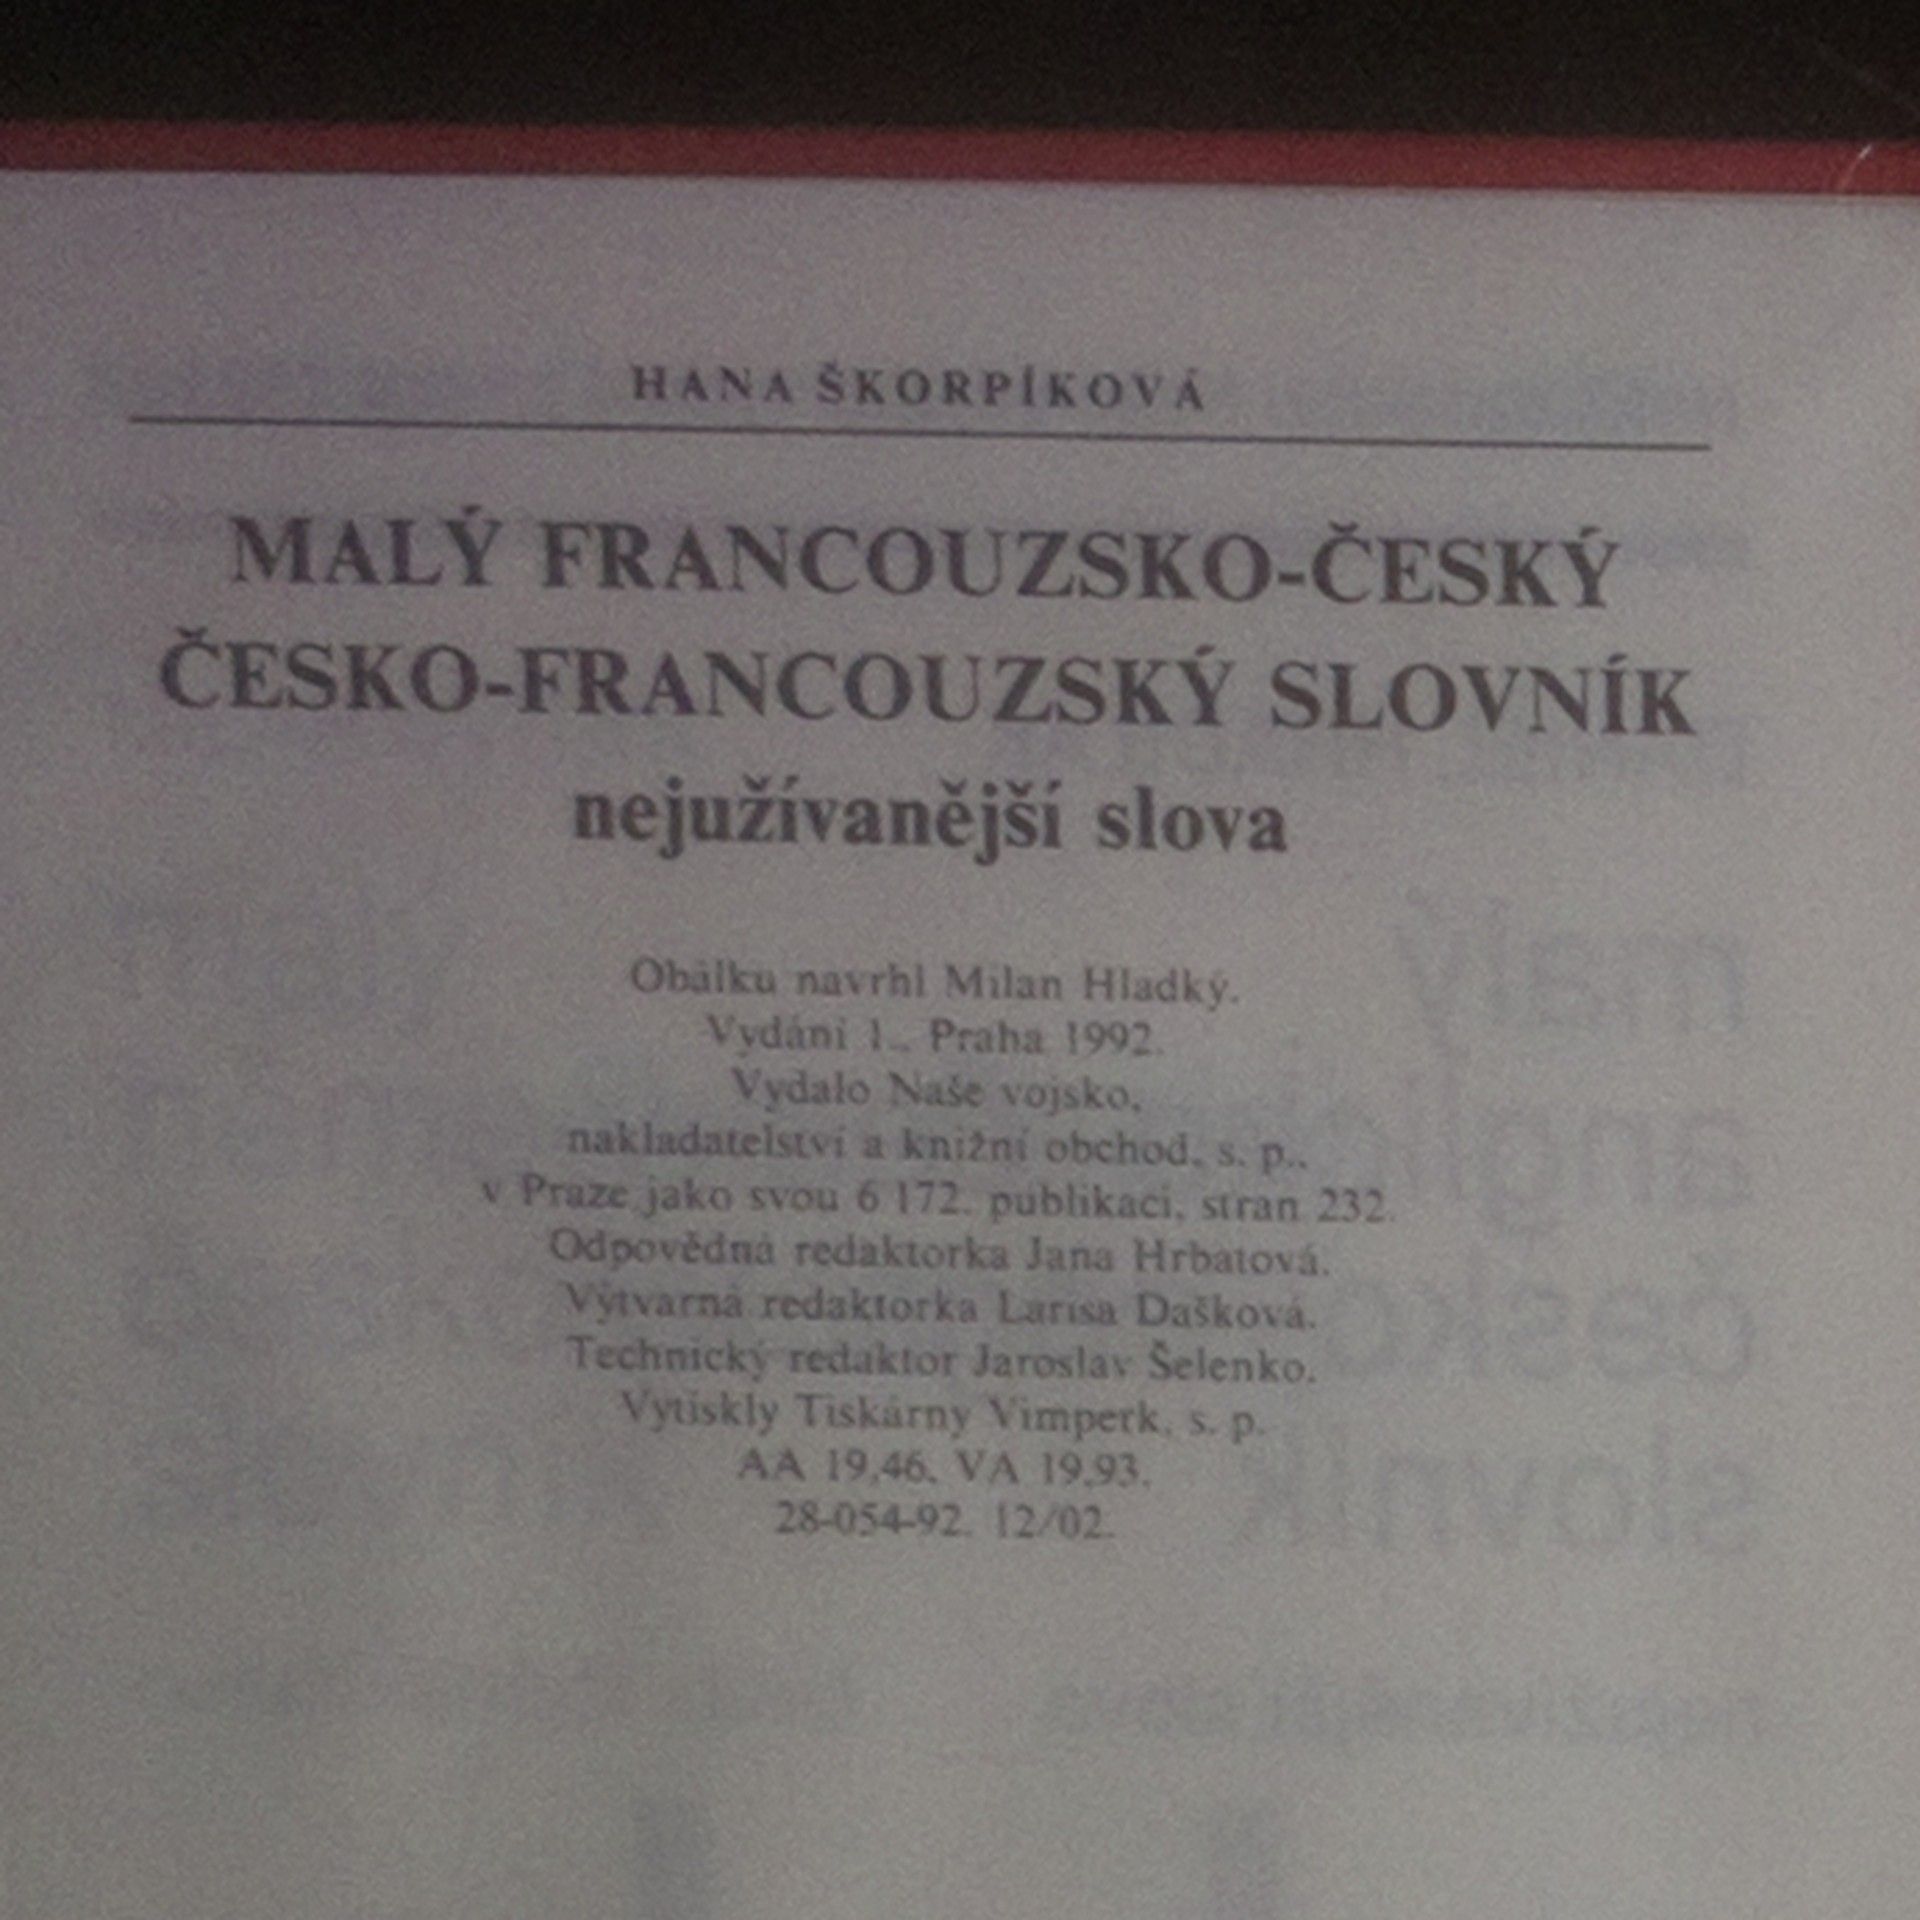 HANA ŠKORPÍKOVÁ
MALÝ FRANCOUZSKO-ČESKÝ
ČESKO-FRANCOUZSKÝ SLOVNÍK
nejužívanější slova
Obálku navrhl Milan Hladký.
Vydání 1., Praha 1992.
Vydalo Naše vojsko,
nakladatelství a knižní obchod, s. p.,
v Praze jako svou 6 172. publikaci, stran 232.
Odpovědná redaktorka Jana Hrbatová.
Výtvarná redaktorka Larisa Dašková.
Technický redaktor Jaroslav Šelenko.
Vytiskly Tiskárny Vimperk, s. p.
AA 19,46. VA 19,93.
28-054-92. 12/02.